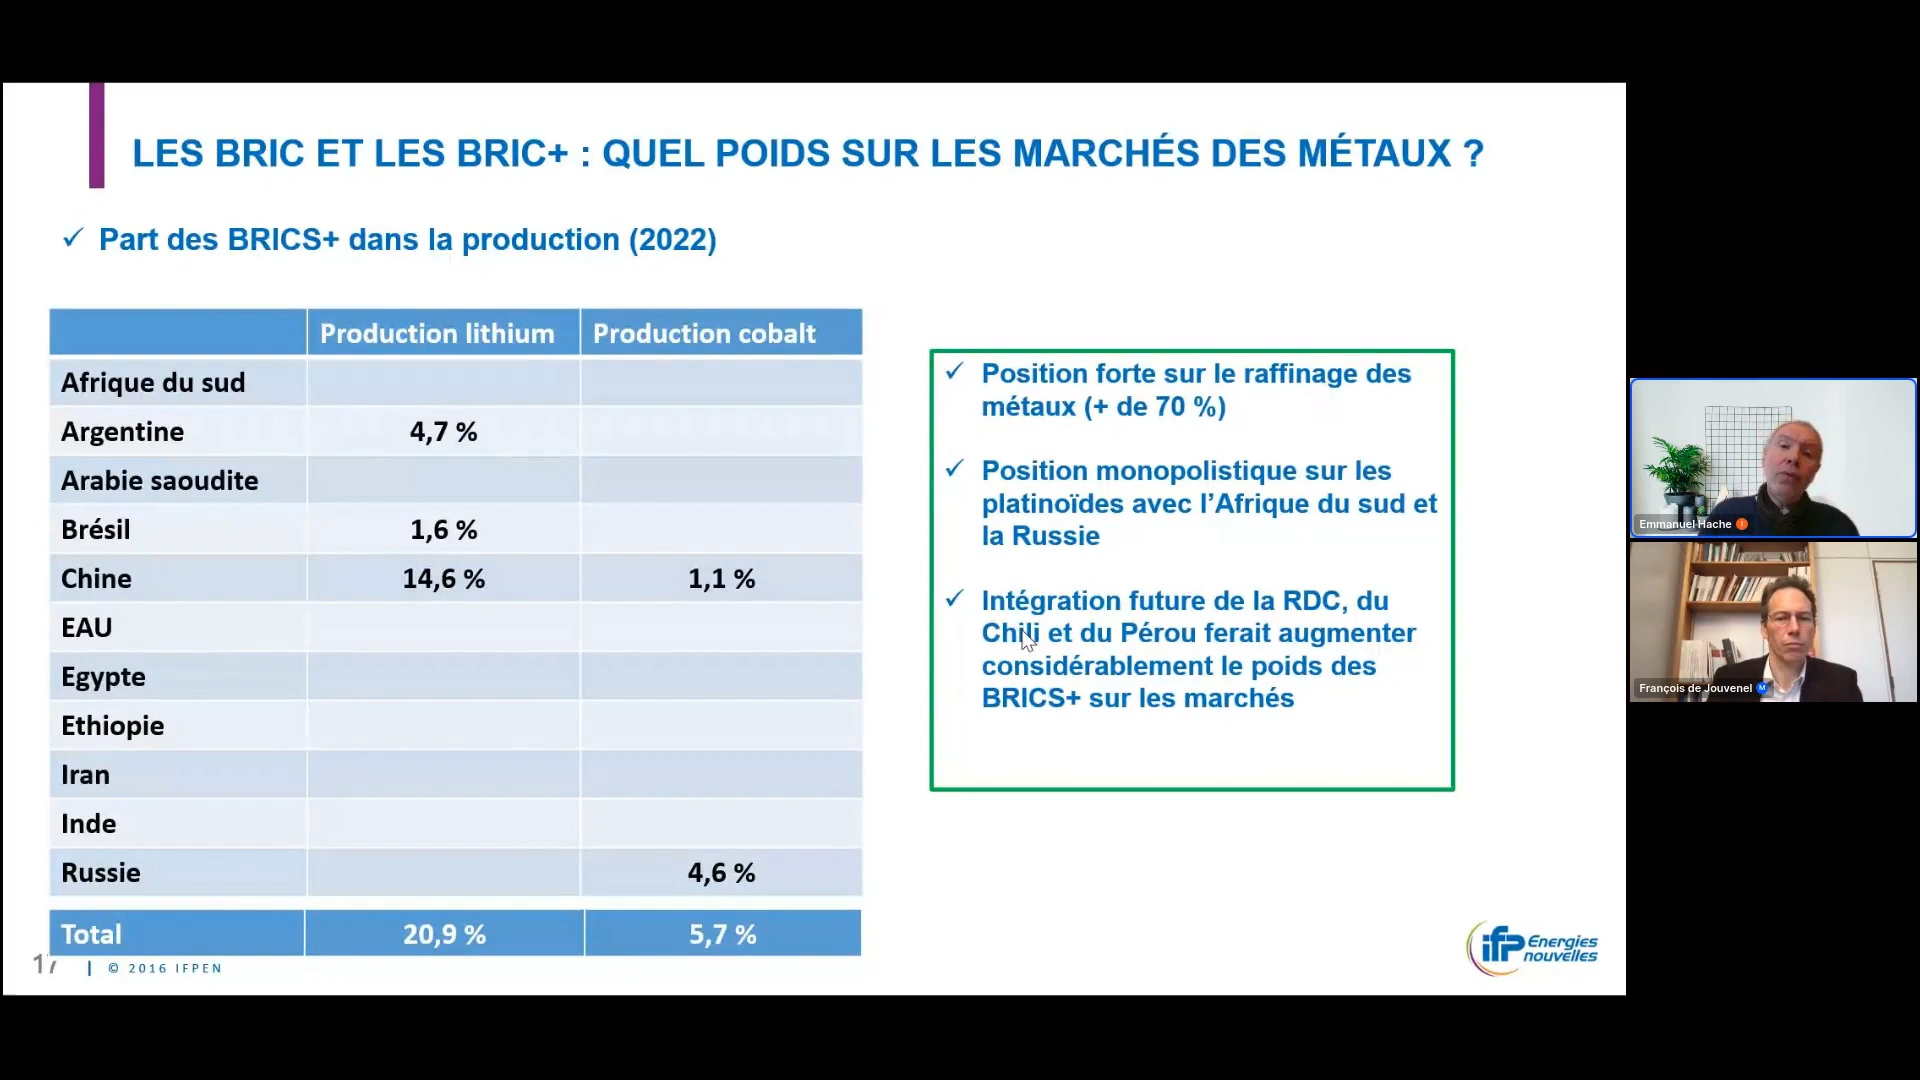 LES BRIC ET LES BRIC+ : QUEL POIDS SUR LES MARCHÉS DES MÉTAUX ?
✓ Part des BRICS+ dans la production (2022)
Production lithium Production cobalt
Afrique du sud
Argentine 4,7 %
Arabie saoudite
Brésil 1,6 %
Chine 14,6 % 1,1 %
EAU
Egypte
Ethiopie
Iran
Inde
Russie 4,6 %
Total 20,9 % 5,7 %
✓ Position forte sur le raffinage des
métaux (+ de 70 %)
✓ Position monopolistique sur les
platinoïdes avec l’Afrique du sud et
la Russie
✓ Intégration future de la RDC, du
Chili et du Pérou ferait augmenter
considérablement le poids des
BRICS+ sur les marchés
17 | © 2016 IFPEN
ifp Energies
nouvelles
Emmanuel Hache
François de Jouvenel M